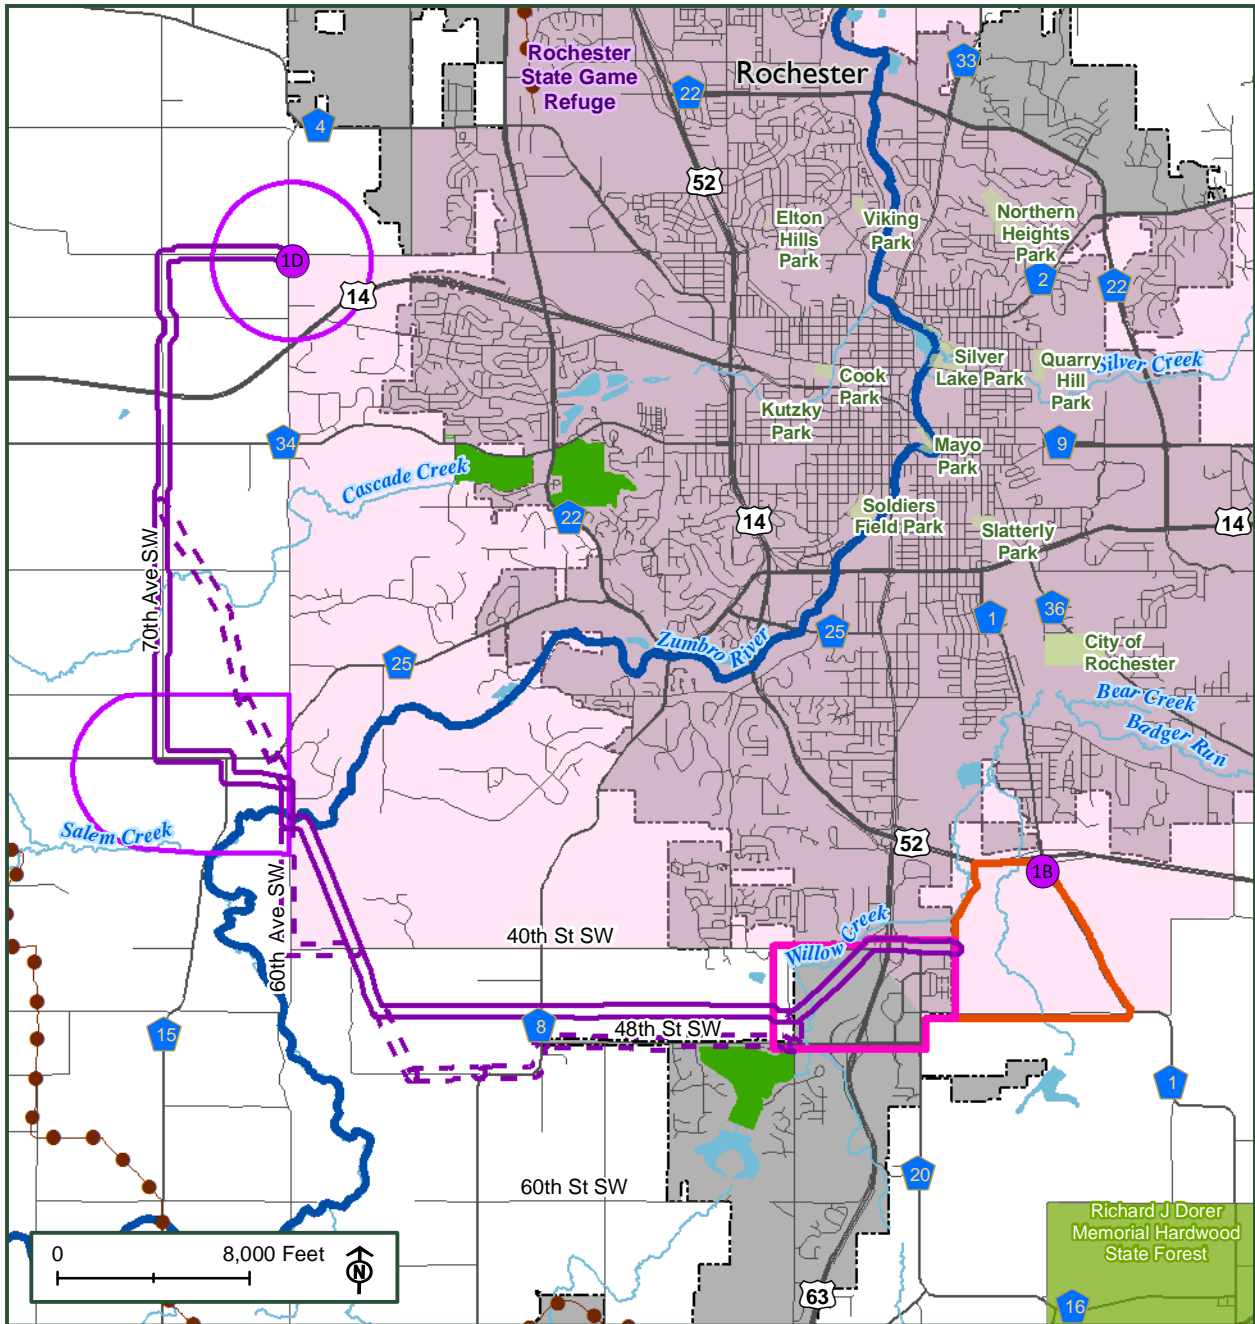 Rochester
State Game
Refuge
22
Rochester
33
4
52
Elton
Hills
Park
Viking
Park
Northern
Heights
Park
2
22
1D
14
Silver
Lake Park
Quarry
Hill
Park
Silver Creek
Cook
Park
Kutzky
Park
34
Cascade Creek
Mayo
Park
9
22
14
Soldiers
Field Park
Slatterly
Park
14
70th Ave SW
1
36
25
Zumbro River
25
City of
Rochester
Bear Creek
Badger Run
Salem Creek
52
1B
60th Ave SW
40th St SW
Willow Creek
15
8
48th St SW
1
20
60th St SW
Richard J Dorer
Memorial Hardwood
State Forest
0
8,000 Feet
N
63
16